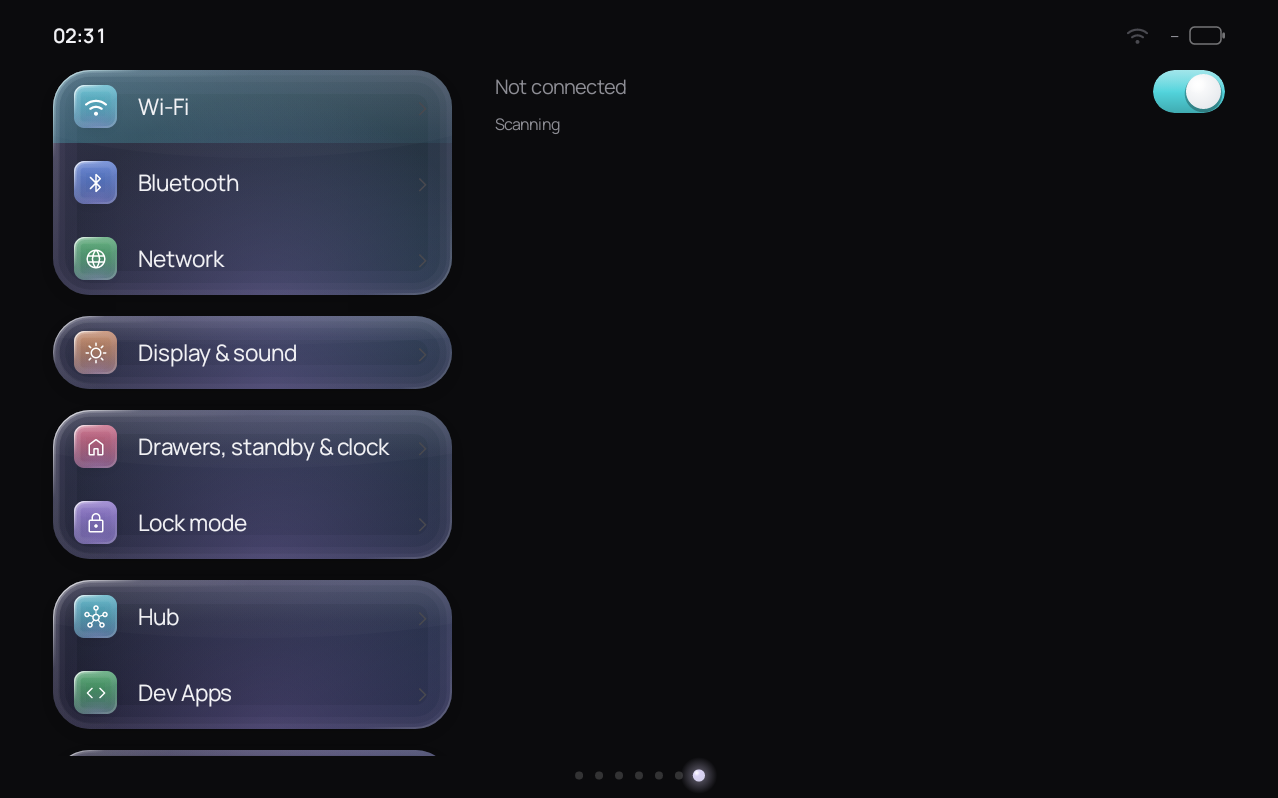 02:31
–
Wi-Fi
Bluetooth
Network
Display & sound
Drawers, standby & clock
Lock mode
Hub
Dev Apps
Not connected
Scanning